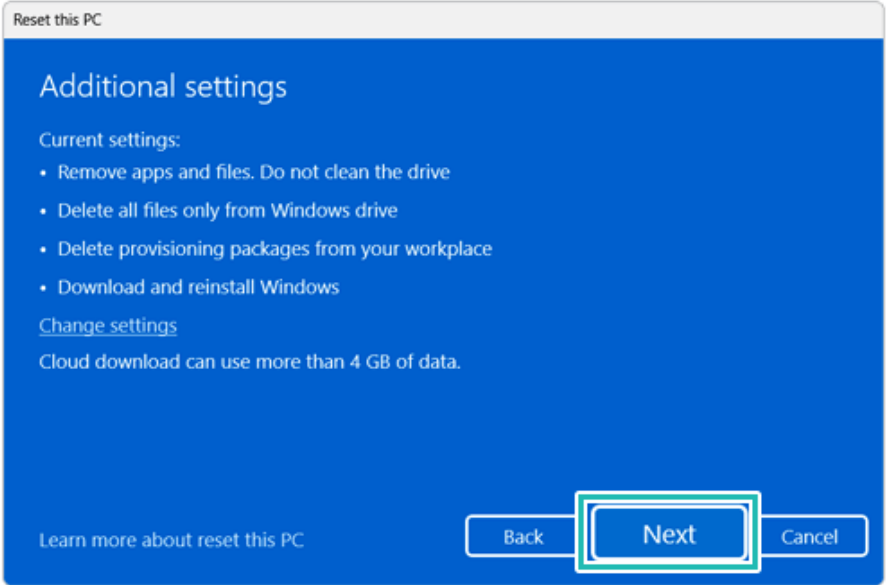 Reset this PC
Additional settings
Current settings:
• Remove apps and files. Do not clean the drive
• Delete all files only from Windows drive
• Delete provisioning packages from your workplace
• Download and reinstall Windows
Change settings
Cloud download can use more than 4 GB of data.
Learn more about reset this PC
Back
Next
Cancel